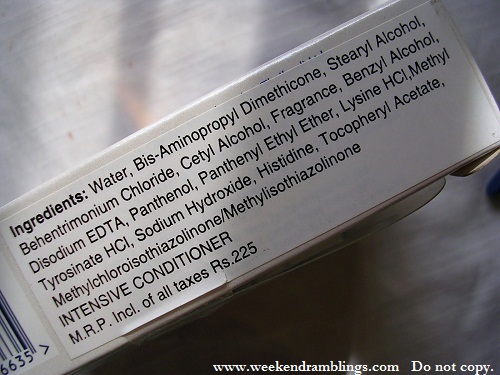 Ingredients: Water, Bis-Aminopropyl Dimethicone, Stearyl Alcohol,
Behentrimonium Chloride, Cetyl Alcohol, Fragrance, Benzyl Alcohol,
Disodium EDTA, Panthenol, Panthenyl Ethyl Ether, Lysine HCl,Methyl
Tyrosinate HCl, Sodium Hydroxide, Histidine, Tocopheryl Acetate,
Methylchloroisothiazolinone/Methylisothiazolinone
INTENSIVE CONDITIONER
M.R.P. Incl. of all taxes Rs.225
6635 >
www.weekendramblings.com Do not copy.